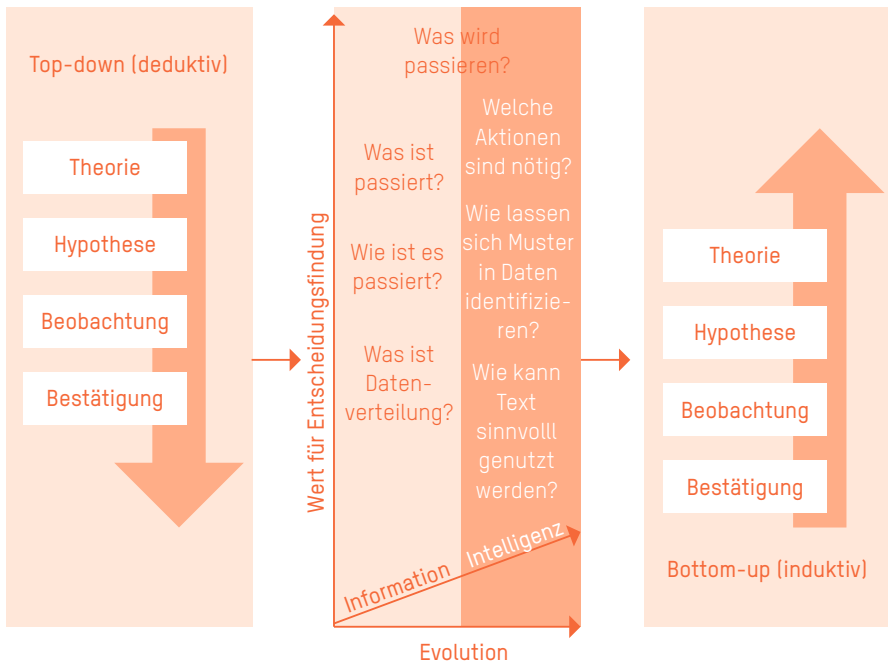 Top-down (deduktiv)
Theorie
Hypothese
Beobachtung
Bestätigung
Wert für Entscheidungsfindung
Was wird
passieren?
Was ist
passiert?
Wie ist es
passiert?
Was ist
Daten-
verteilung?
Welche
Aktionen
sind nötig?
Wie lassen
sich Muster
in Daten
identifizie-
ren?
Wie kann
Text
sinnvolll
genutzt
werden?
Information
Intelligenz
Evolution
Theorie
Hypothese
Beobachtung
Bestätigung
Bottom-up (induktiv)